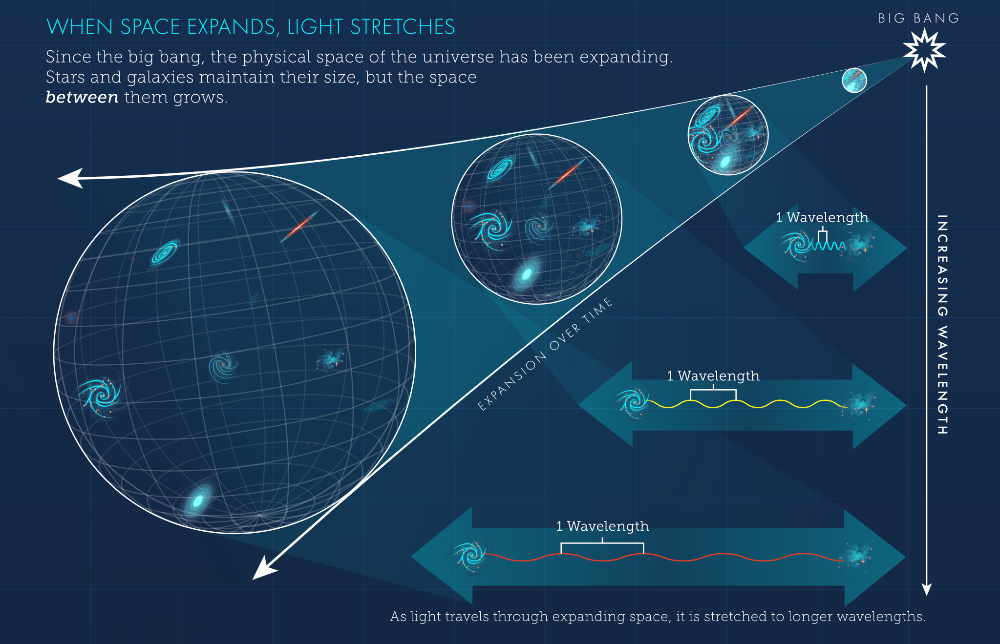 WHEN SPACE EXPANDS, LIGHT STRETCHES
Since the big bang, the physical space of the universe has been expanding.
Stars and galaxies maintain their size, but the space
between them grows.
BIG BANG
1 Wavelength
EXPANSION OVER TIME
1 Wavelength
INCREASING WAVELENGTH
1 Wavelength
As light travels through expanding space, it is stretched to longer wavelengths.